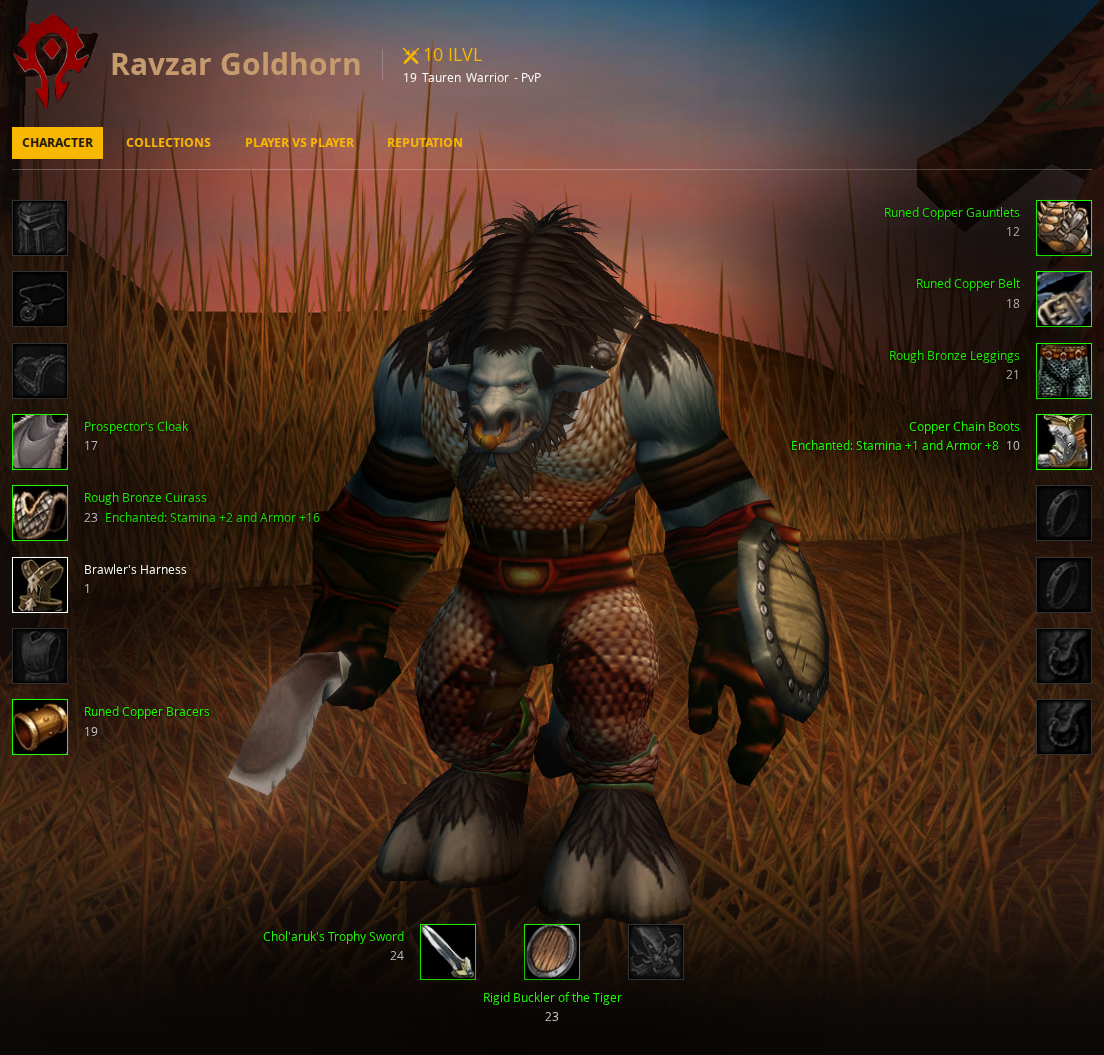 Ravzar Goldhorn
10 ILVL
19 Tauren Warrior - PvP
CHARACTER
COLLECTIONS
PLAYER VS PLAYER
REPUTATION
Prospector's Cloak
17
Rough Bronze Cuirass
23 Enchanted: Stamina +2 and Armor +16
Brawler's Harness
1
Runed Copper Bracers
19
Runed Copper Gauntlets
12
Runed Copper Belt
18
Rough Bronze Leggings
21
Copper Chain Boots
Enchanted: Stamina +1 and Armor +8 10
Chol'aruk's Trophy Sword
24
Rigid Buckler of the Tiger
23